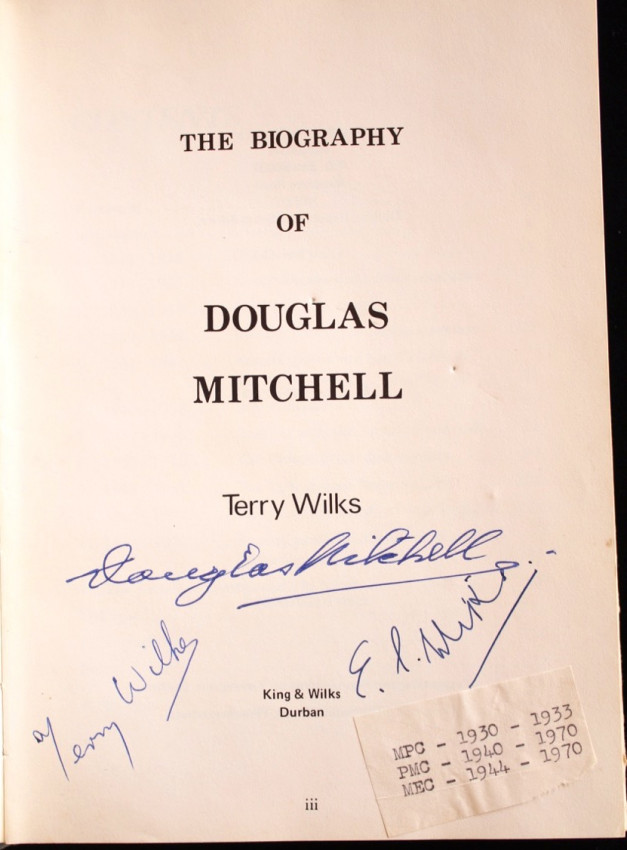 THE BIOGRAPHY
OF
DOUGLAS
MITCHELL
Terry Wilks
Douglas Mitchell
Terry Wilks
E. S.
King & Wilks
Durban
MPC - 1930 - 1933
PMC - 1940 - 1970
MEC - 1944 - 1970
iii